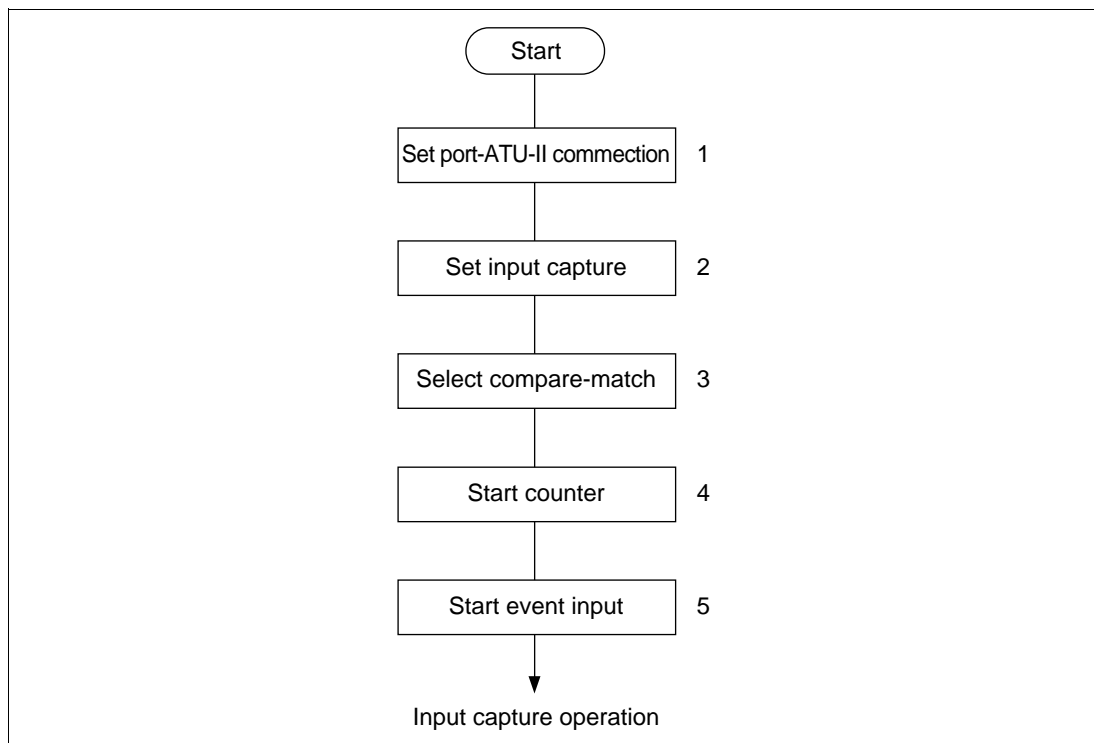 Start
Set port-ATU-II commection 1
Set input capture 2
Select compare-match 3
Start counter 4
Start event input 5
Input capture operation